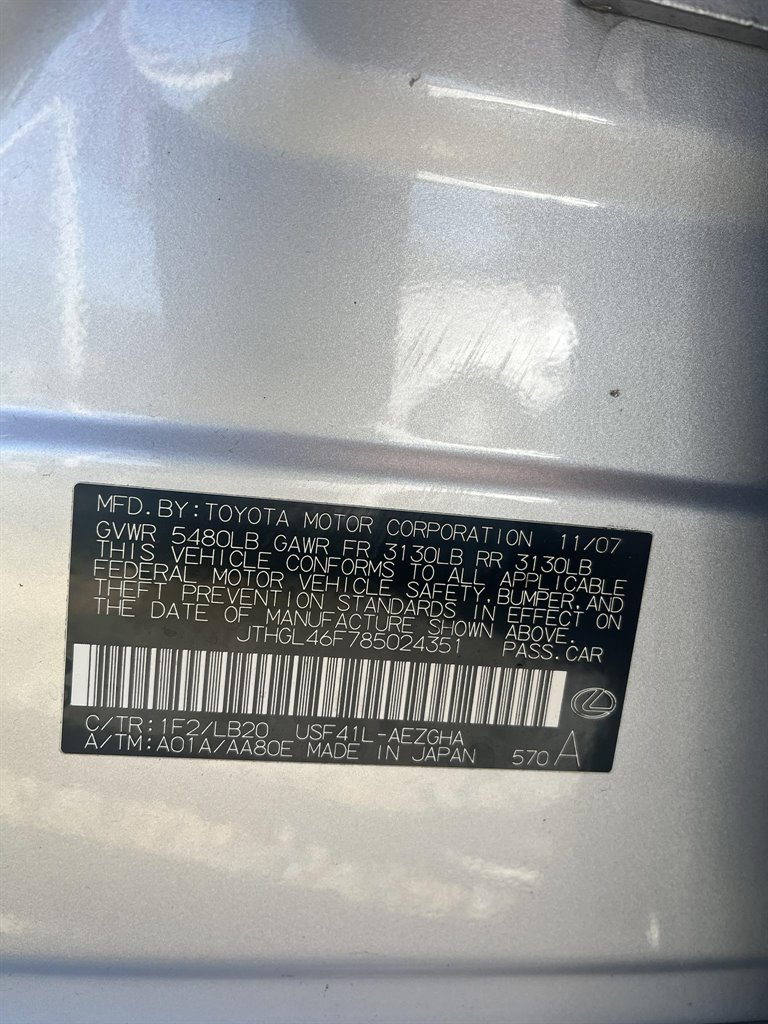 MFD.BY:TOYOTA MOTOR CORPORATION 11/07
GVWR 5480LB GAWR FR 3130LB RR 3130LB
THIS VEHICLE CONFORMS TO ALL APPLICABLE
FEDERAL MOTOR VEHICLE SAFETY,BUMPER,AND
THEFT PREVENTION STANDARDS IN EFFECT ON
THE DATE OF MANUFACTURE SHOWN ABOVE.
JTHGL46F785024351 PASS.CAR
C/TR:1F2/LB20 USF41L-AEZGHA
A/TM:A01A/AA80E MADE IN JAPAN 570 A